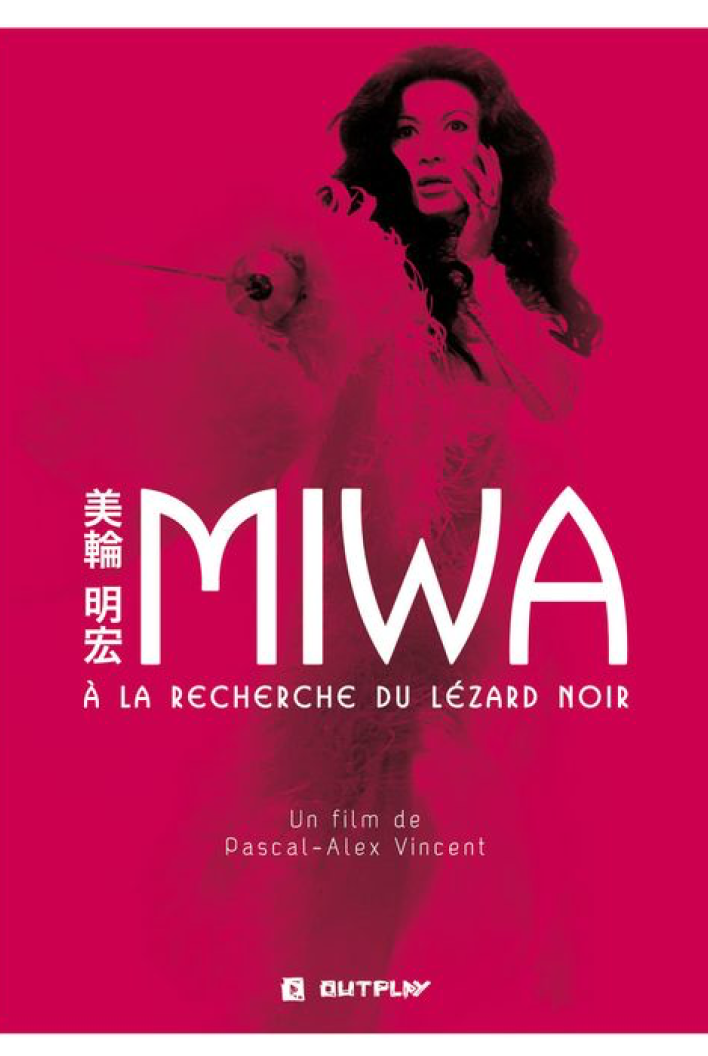 美輪明宏
MIWA
À LA RECHERCHE DU LÉZARD NOIR
Un film de
Pascal-Alex Vincent
OUTPLAY